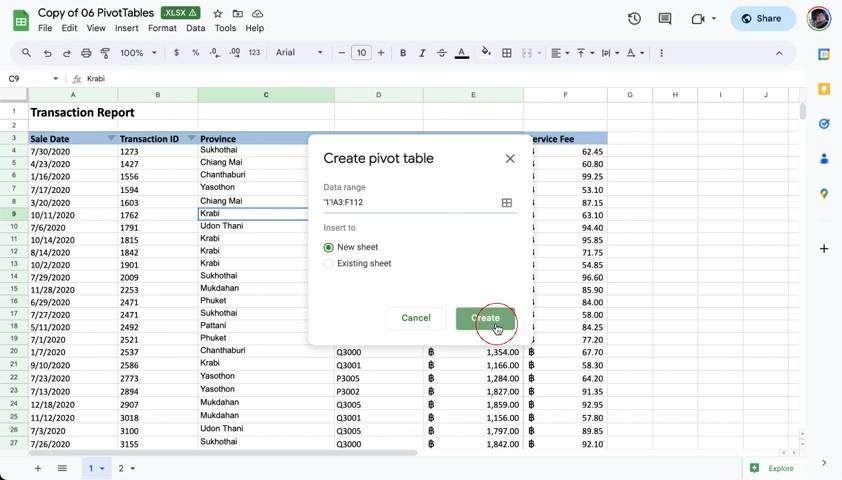 Copy of 06 PivotTables .XLSX
File Edit View Insert Format Data Tools Help
Share
100% $ % .0 .00 123 Arial 10 B I A
C9 fx Krabi
A B C D E F G H I J
1 Transaction Report
2
3 Sale Date Transaction ID Province ervice Fee
4 7/30/2020 1273 Sukhothai 62.45
5 4/23/2020 1427 Chiang Mai 60.80
6 1/16/2020 1556 Chanthaburi 99.25
7 7/17/2020 1594 Yasothon 53.10
8 3/20/2020 1603 Chiang Mai 87.15
9 10/11/2020 1762 Krabi 63.10
10 7/6/2020 1791 Udon Thani 94.40
11 10/14/2020 1815 Krabi 95.85
12 8/14/2020 1842 Krabi 71.75
13 10/2/2020 1901 Krabi 54.85
14 7/29/2020 2009 Sukhothai 96.60
15 11/28/2020 2253 Mukdahan 85.90
16 6/29/2020 2471 Phuket 84.00
17 7/27/2020 2471 Sukhothai 58.00
18 5/11/2020 2492 Pattani 84.25
19 7/1/2020 2521 Phuket 77.20
20 1/7/2020 2537 Chanthaburi Q3000 ฿ 1,354.00 ฿ 67.70
21 9/10/2020 2586 Krabi Q3001 ฿ 1,166.00 ฿ 58.30
22 7/23/2020 2773 Yasothon P3005 ฿ 1,284.00 ฿ 64.20
23 7/13/2020 2894 Yasothon P3002 ฿ 1,827.00 ฿ 91.35
24 12/18/2020 2907 Mukdahan Q3005 ฿ 1,859.00 ฿ 92.95
25 11/12/2020 3018 Mukdahan Q3001 ฿ 1,156.00 ฿ 57.80
26 7/3/2020 3100 Udon Thani Q3005 ฿ 1,797.00 ฿ 89.85
27 7/26/2020 3155 Sukhothai Q3000 ฿ 1,842.00 ฿ 92.10
Create pivot table
Data range
'1'!A3:F112
Insert to
New sheet
Existing sheet
Cancel Create
1 2 Explore